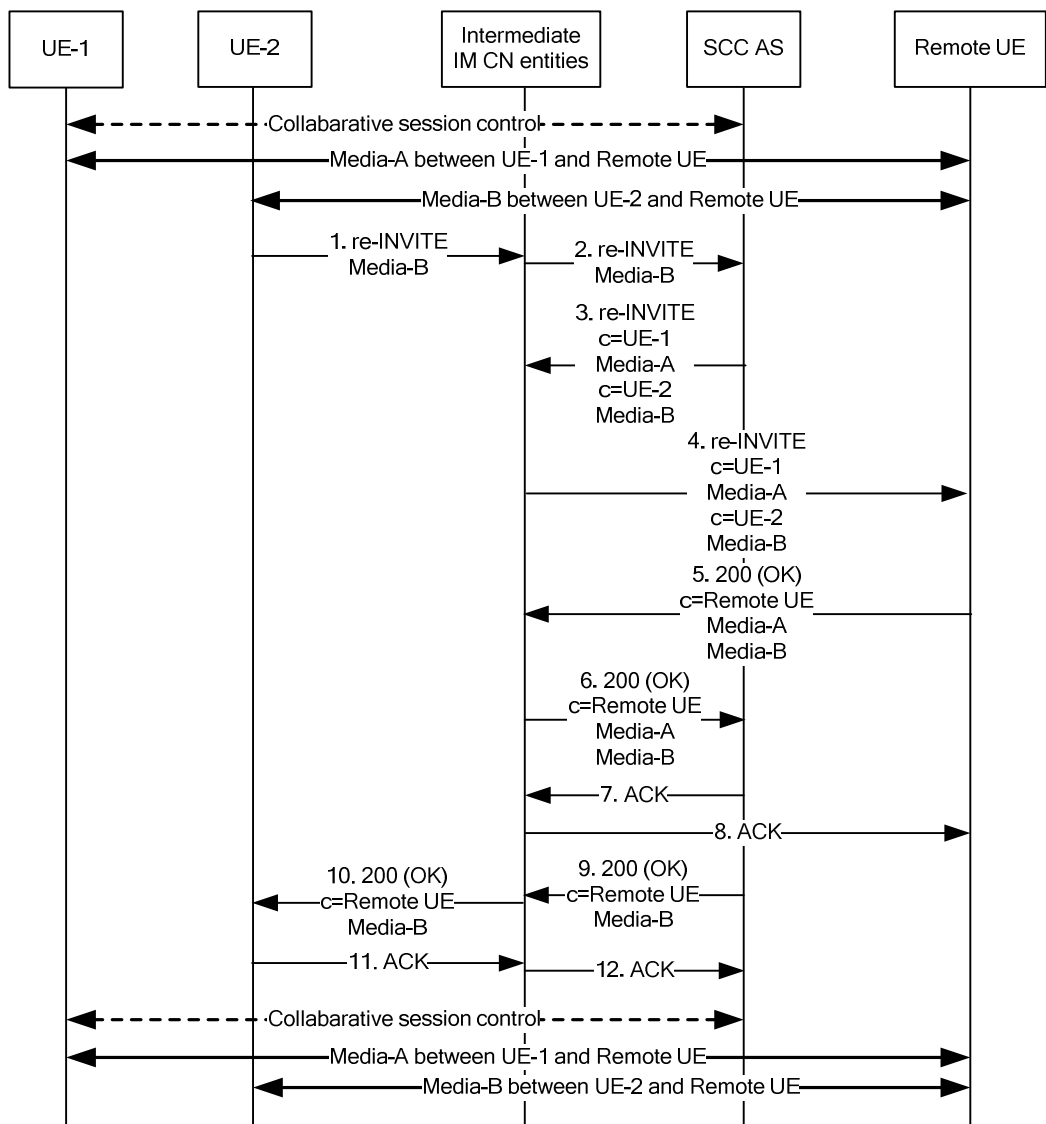 UE-1
UE-2
Intermediate
IM CN entities
SCC AS
Remote UE
Collabarative session control
Media-A between UE-1 and Remote UE
Media-B between UE-2 and Remote UE
1. re-INVITE
Media-B
2. re-INVITE
Media-B
3. re-INVITE
c=UE-1
Media-A
c=UE-2
Media-B
4. re-INVITE
c=UE-1
Media-A
c=UE-2
Media-B
5. 200 (OK)
c=Remote UE
Media-A
Media-B
6. 200 (OK)
c=Remote UE
Media-A
Media-B
7. ACK
8. ACK
9. 200 (OK)
c=Remote UE
Media-B
10. 200 (OK)
c=Remote UE
Media-B
11. ACK
12. ACK
Collabarative session control
Media-A between UE-1 and Remote UE
Media-B between UE-2 and Remote UE